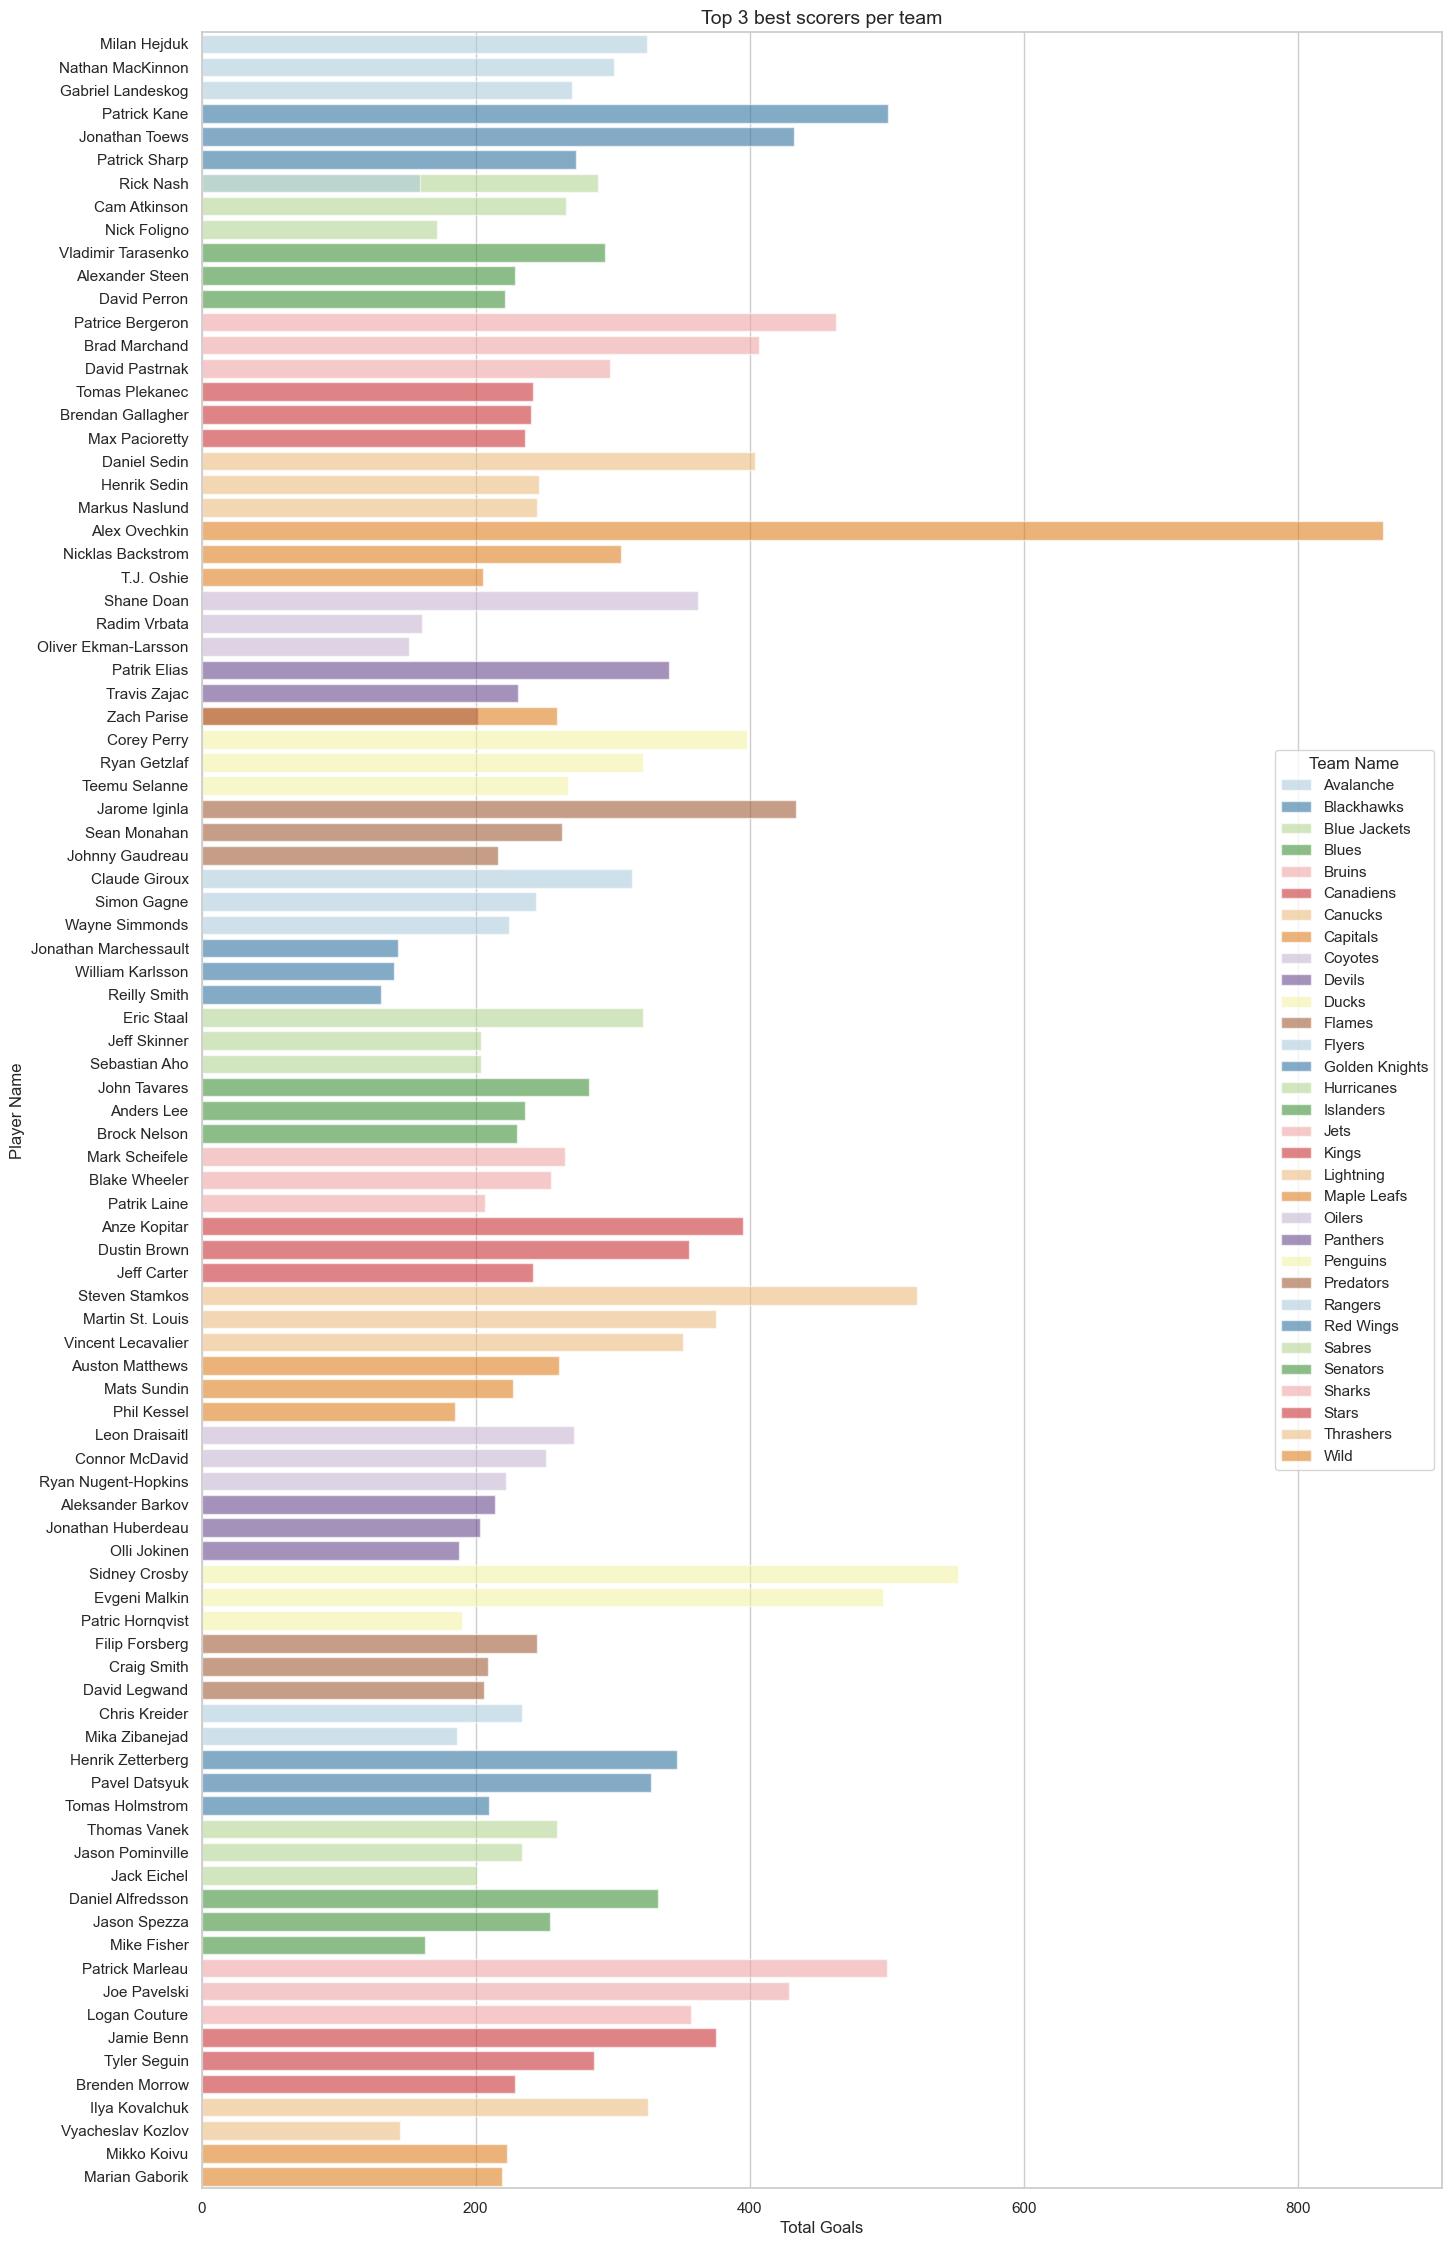 Top 3 best scorers per team
Milan Hejduk
Nathan MacKinnon
Gabriel Landeskog
Patrick Kane
Jonathan Toews
Patrick Sharp
Rick Nash
Cam Atkinson
Nick Foligno
Vladimir Tarasenko
Alexander Steen
David Perron
Patrice Bergeron
Brad Marchand
David Pastrnak
Tomas Plekanec
Brendan Gallagher
Max Pacioretty
Daniel Sedin
Henrik Sedin
Markus Naslund
Alex Ovechkin
Nicklas Backstrom
T.J. Oshie
Shane Doan
Radim Vrbata
Oliver Ekman-Larsson
Patrik Elias
Travis Zajac
Zach Parise
Corey Perry
Ryan Getzlaf
Teemu Selanne
Jarome Iginla
Sean Monahan
Johnny Gaudreau
Claude Giroux
Simon Gagne
Wayne Simmonds
Jonathan Marchessault
William Karlsson
Reilly Smith
Eric Staal
Jeff Skinner
Sebastian Aho
John Tavares
Anders Lee
Brock Nelson
Mark Scheifele
Blake Wheeler
Patrik Laine
Anze Kopitar
Dustin Brown
Jeff Carter
Steven Stamkos
Martin St. Louis
Vincent Lecavalier
Auston Matthews
Mats Sundin
Phil Kessel
Leon Draisaitl
Connor McDavid
Ryan Nugent-Hopkins
Aleksander Barkov
Jonathan Huberdeau
Olli Jokinen
Sidney Crosby
Evgeni Malkin
Patric Hornqvist
Filip Forsberg
Craig Smith
David Legwand
Chris Kreider
Mika Zibanejad
Henrik Zetterberg
Pavel Datsyuk
Tomas Holmstrom
Thomas Vanek
Jason Pominville
Jack Eichel
Daniel Alfredsson
Jason Spezza
Mike Fisher
Patrick Marleau
Joe Pavelski
Logan Couture
Jamie Benn
Tyler Seguin
Brenden Morrow
Ilya Kovalchuk
Vyacheslav Kozlov
Mikko Koivu
Marian Gaborik
Player Name
0 200 400 600 800
Total Goals
Team Name
Avalanche
Blackhawks
Blue Jackets
Blues
Bruins
Canadiens
Canucks
Capitals
Coyotes
Devils
Ducks
Flames
Flyers
Golden Knights
Hurricanes
Islanders
Jets
Kings
Lightning
Maple Leafs
Oilers
Panthers
Penguins
Predators
Rangers
Red Wings
Sabres
Senators
Sharks
Stars
Thrashers
Wild